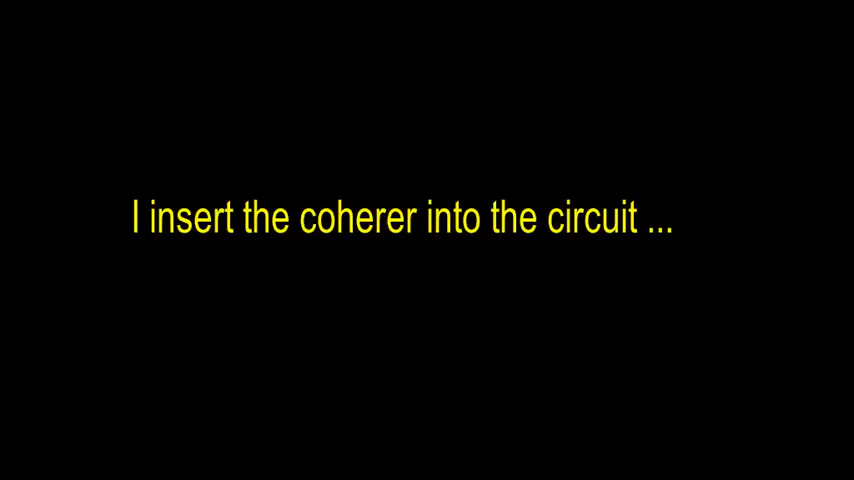 I insert the coherer into the circuit ...